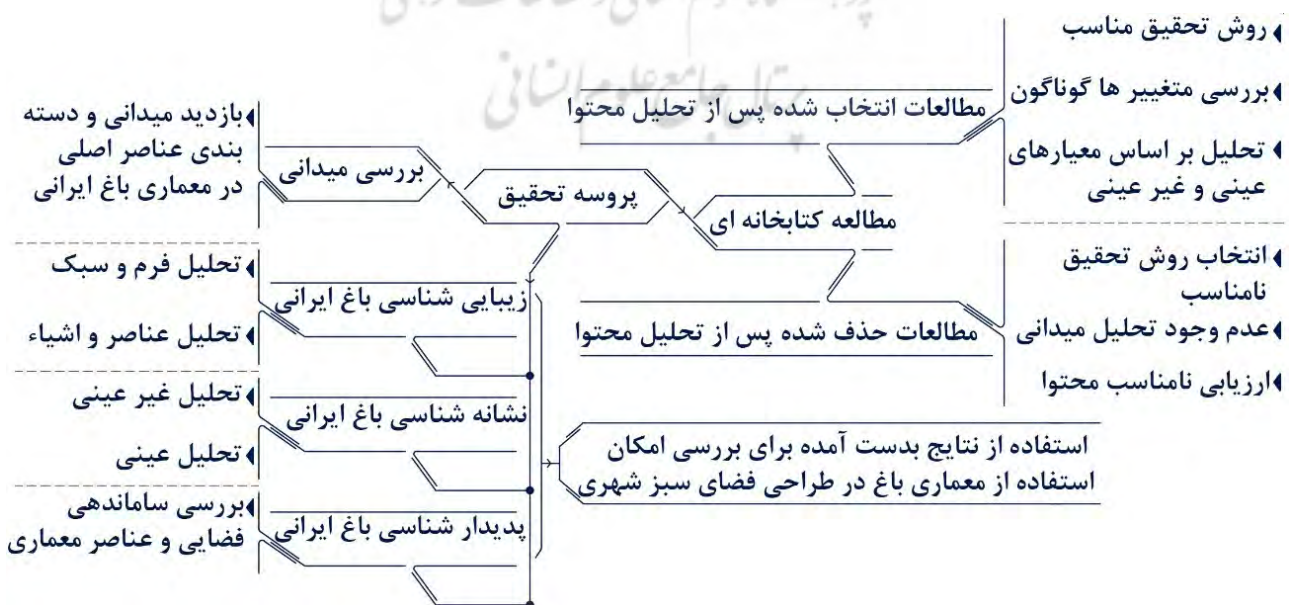 پرتال جامع علوم انسانی
روش تحقیق مناسب
بررسی متغییر ها گوناگون
تحلیل بر اساس معیارهای
عینی و غیر عینی
مطالعات انتخاب شده پس از تحلیل محتوا
مطالعه کتابخانه ای
انتخاب روش تحقیق
نامناسب
عدم وجود تحلیل میدانی
ارزیابی نامناسب محتوا
مطالعات حذف شده پس از تحلیل محتوا
پروسه تحقیق
بررسی میدانی
بازدید میدانی و دسته
بندی عناصر اصلی
در معماری باغ ایرانی
زیبایی شناسی باغ ایرانی
تحلیل فرم و سبک
تحلیل عناصر و اشیاء
نشانه شناسی باغ ایرانی
تحلیل غیر عینی
تحلیل عینی
پدیدار شناسی باغ ایرانی
بررسی ساماندهی
فضایی و عناصر معماری
استفاده از نتایج بدست آمده برای بررسی امکان
استفاده از معماری باغ در طراحی فضای سبز شهری